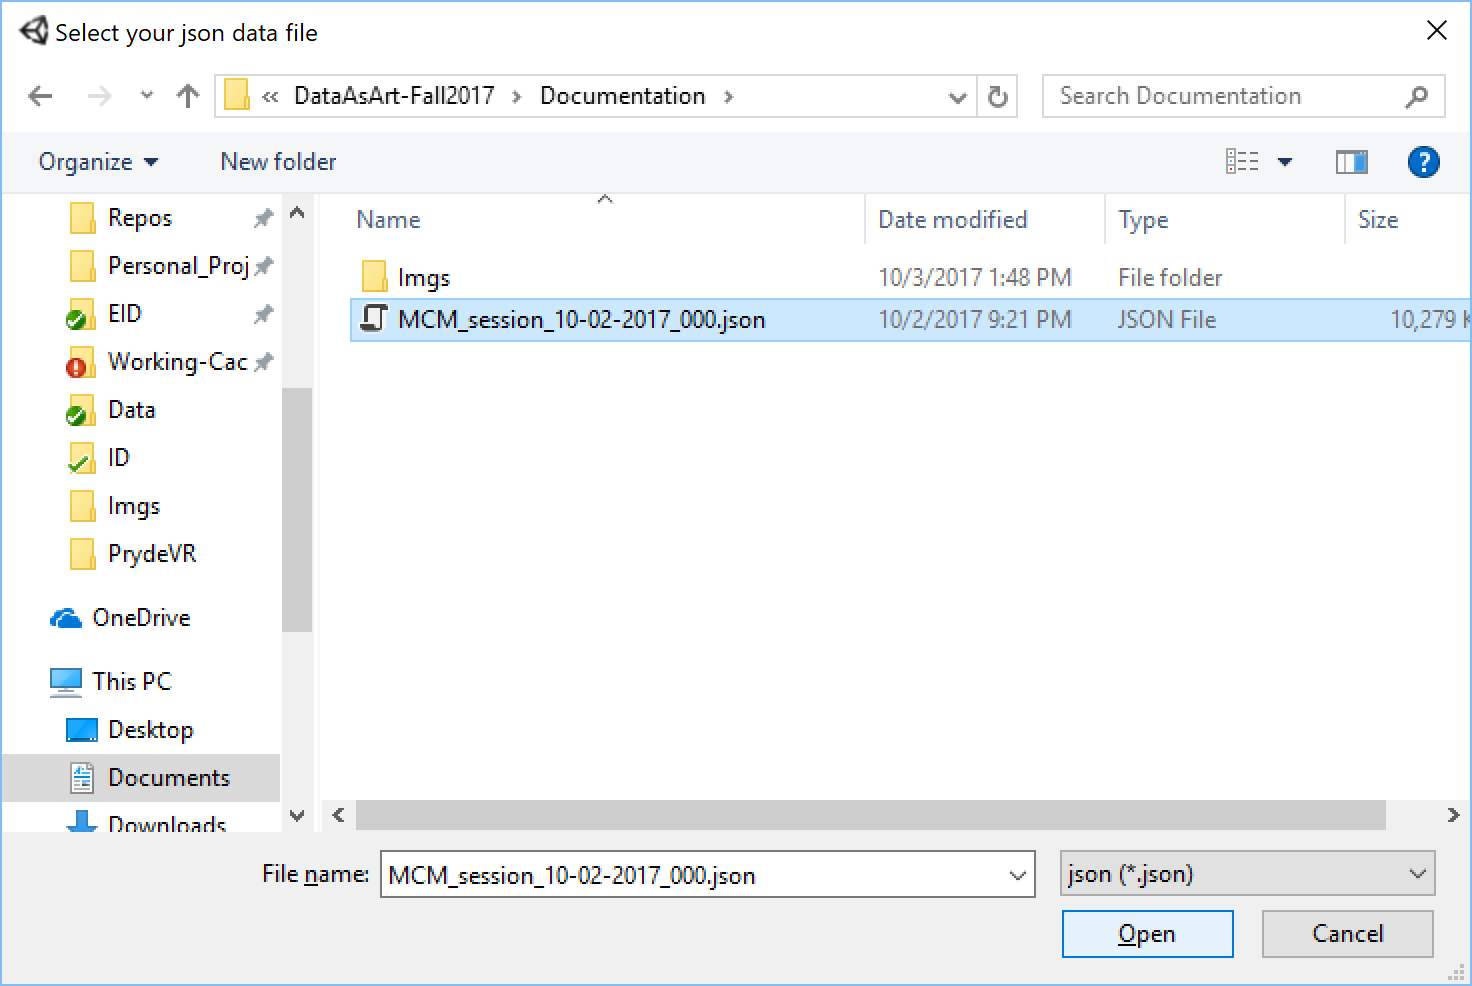 Select your json data file
« DataAsArt-Fall2017 › Documentation ›
Search Documentation
Organize
New folder
?
Repos
Personal_Proj
EID
Working-Cac
Data
ID
Imgs
PrydeVR
OneDrive
This PC
Desktop
Documents
Downloads
Name Date modified Type Size
Imgs 10/3/2017 1:48 PM File folder
MCM_session_10-02-2017_000.json 10/2/2017 9:21 PM JSON File 10,279 K
File name: MCM_session_10-02-2017_000.json json (*.json)
Open Cancel